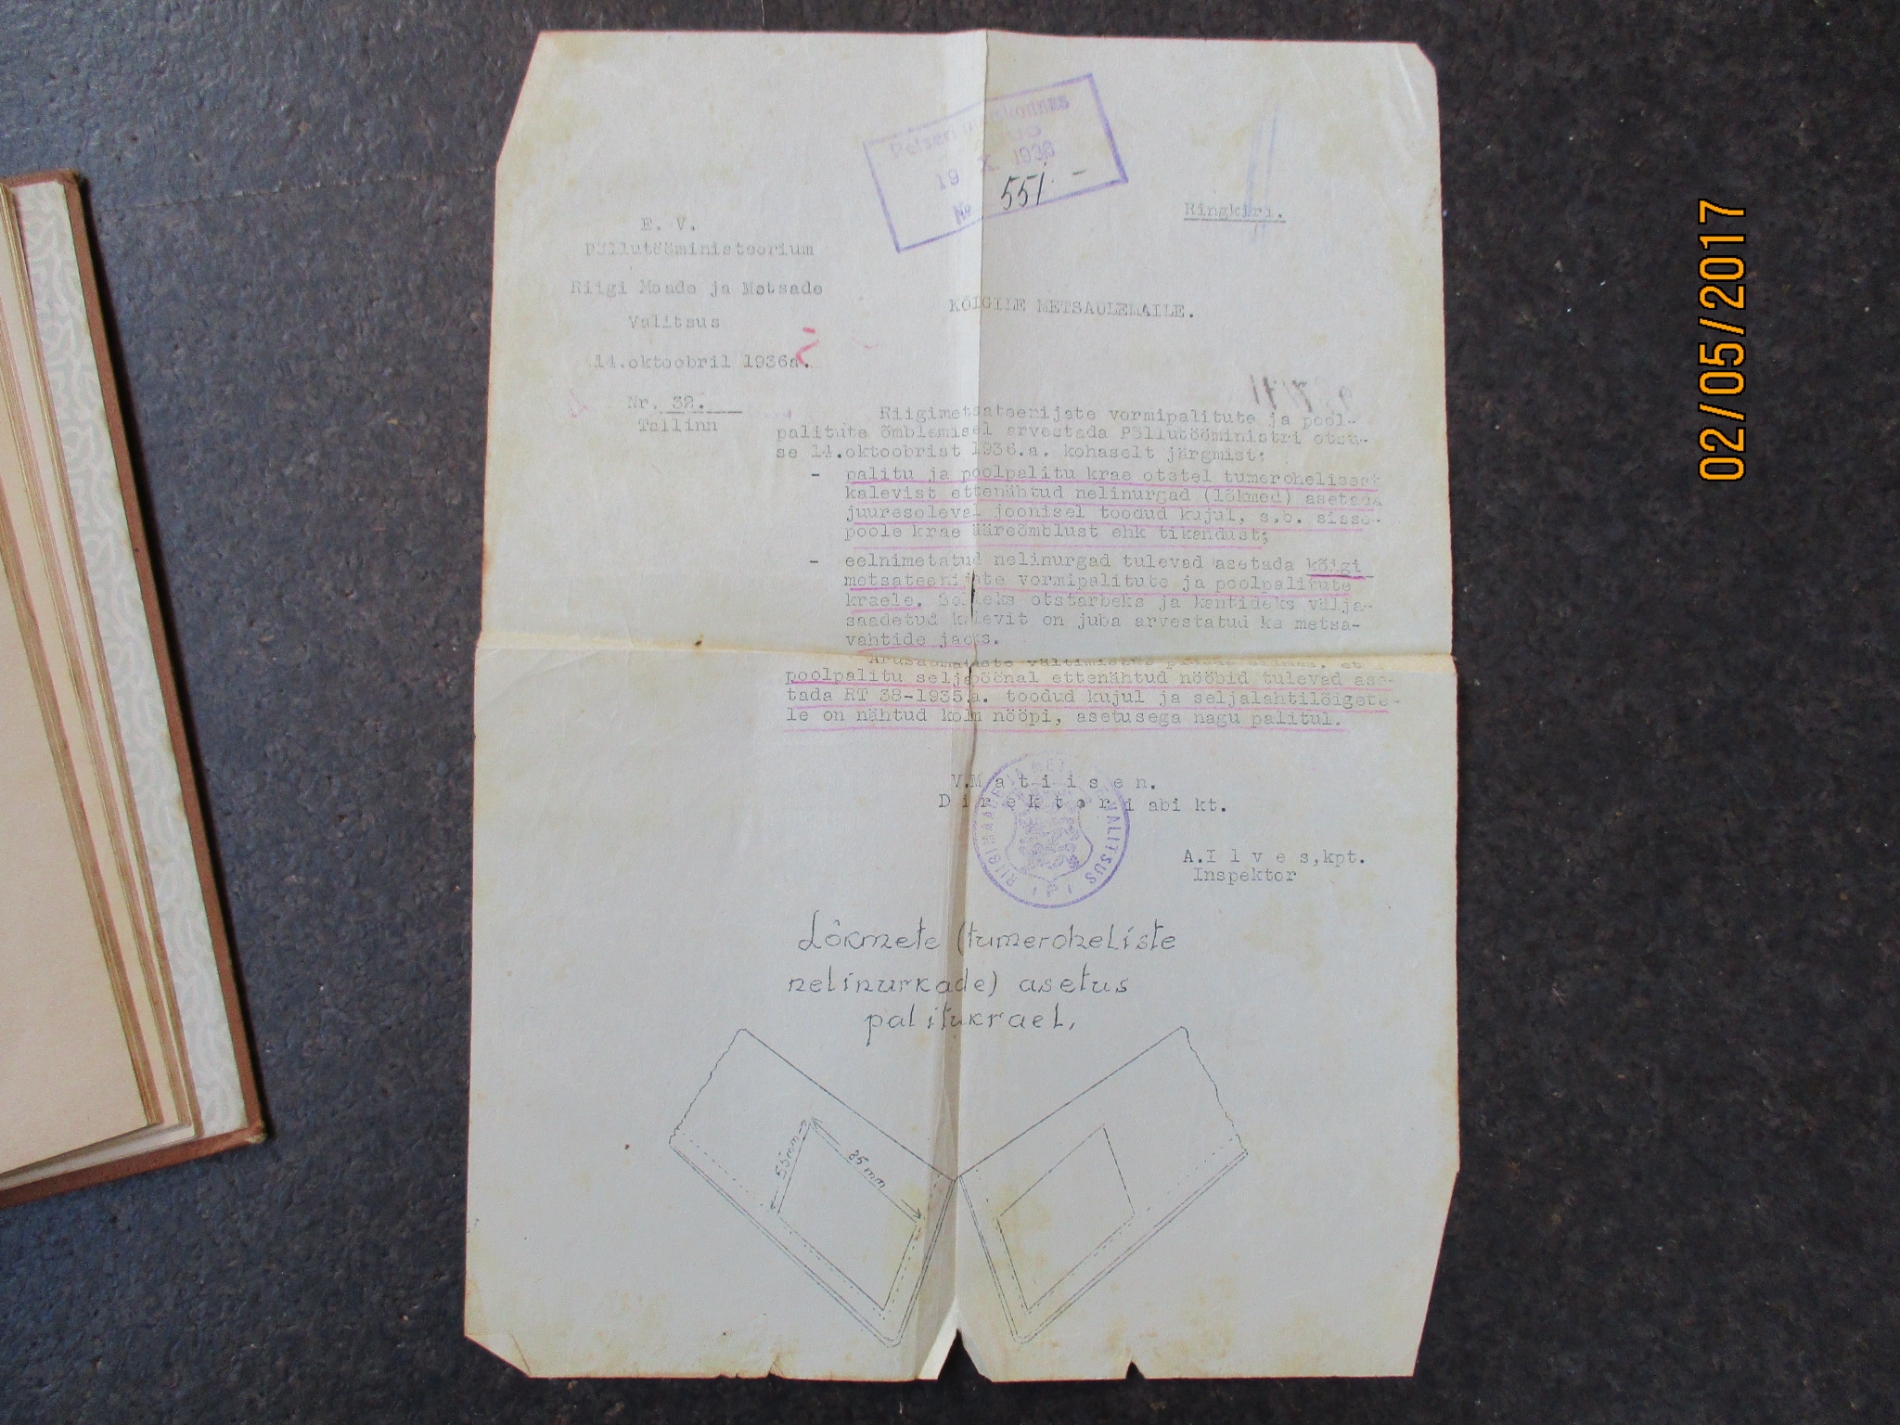 19 X 1936
№ 551.-
Ringkiri.
E. V.
Põllutööministeerium
Riigi Maade ja Metsade
Valitsus
14.oktoobril 1936a.
Nr. 32.
Tallinn
KÕIGILE METSAÜLEMAILE.
Riigimetsateenijate vormipalitute ja pool-
palitute õmblemisel arvestada Põllutööministri otsu-
se 14.oktoobrist 1936.a. kohaselt järgmist:
- palitu ja poolpalitu krae otstel tumerohelisest
kalevist ettenähtud nelinurgad (lõkmed) asetada
juuresoleval joonisel toodud kujul, s.o. sisse-
poole krae ääreõmblust ehk tikandust;
- eelnimetatud nelinurgad tulevad asetada kõigi
metsateenijate vormipalitute ja poolpalitute
kraele. Selleks otstarbeks ja kantideks välja-
saadetud kalevit on juba arvestatud ka metsa-
vahtide jaoks.
poolpalitu seljapõõnal ettenähtud nööbid tulevad ase-
tada RT 38-1935.a. toodud kujul ja seljalahtilõigete-
le on nähtud kolm nööpi, asetusega nagu palitul.
V.Matiisen.
Direktori abi kt.
RIIGIMAADE JA METSADE VALITSUS
A.Ilves,kpt.
Inspektor
Lõkmete (tumeroheliste
nelinurkade) asetus
palitukrael.
55mm
85mm
02/05/2017